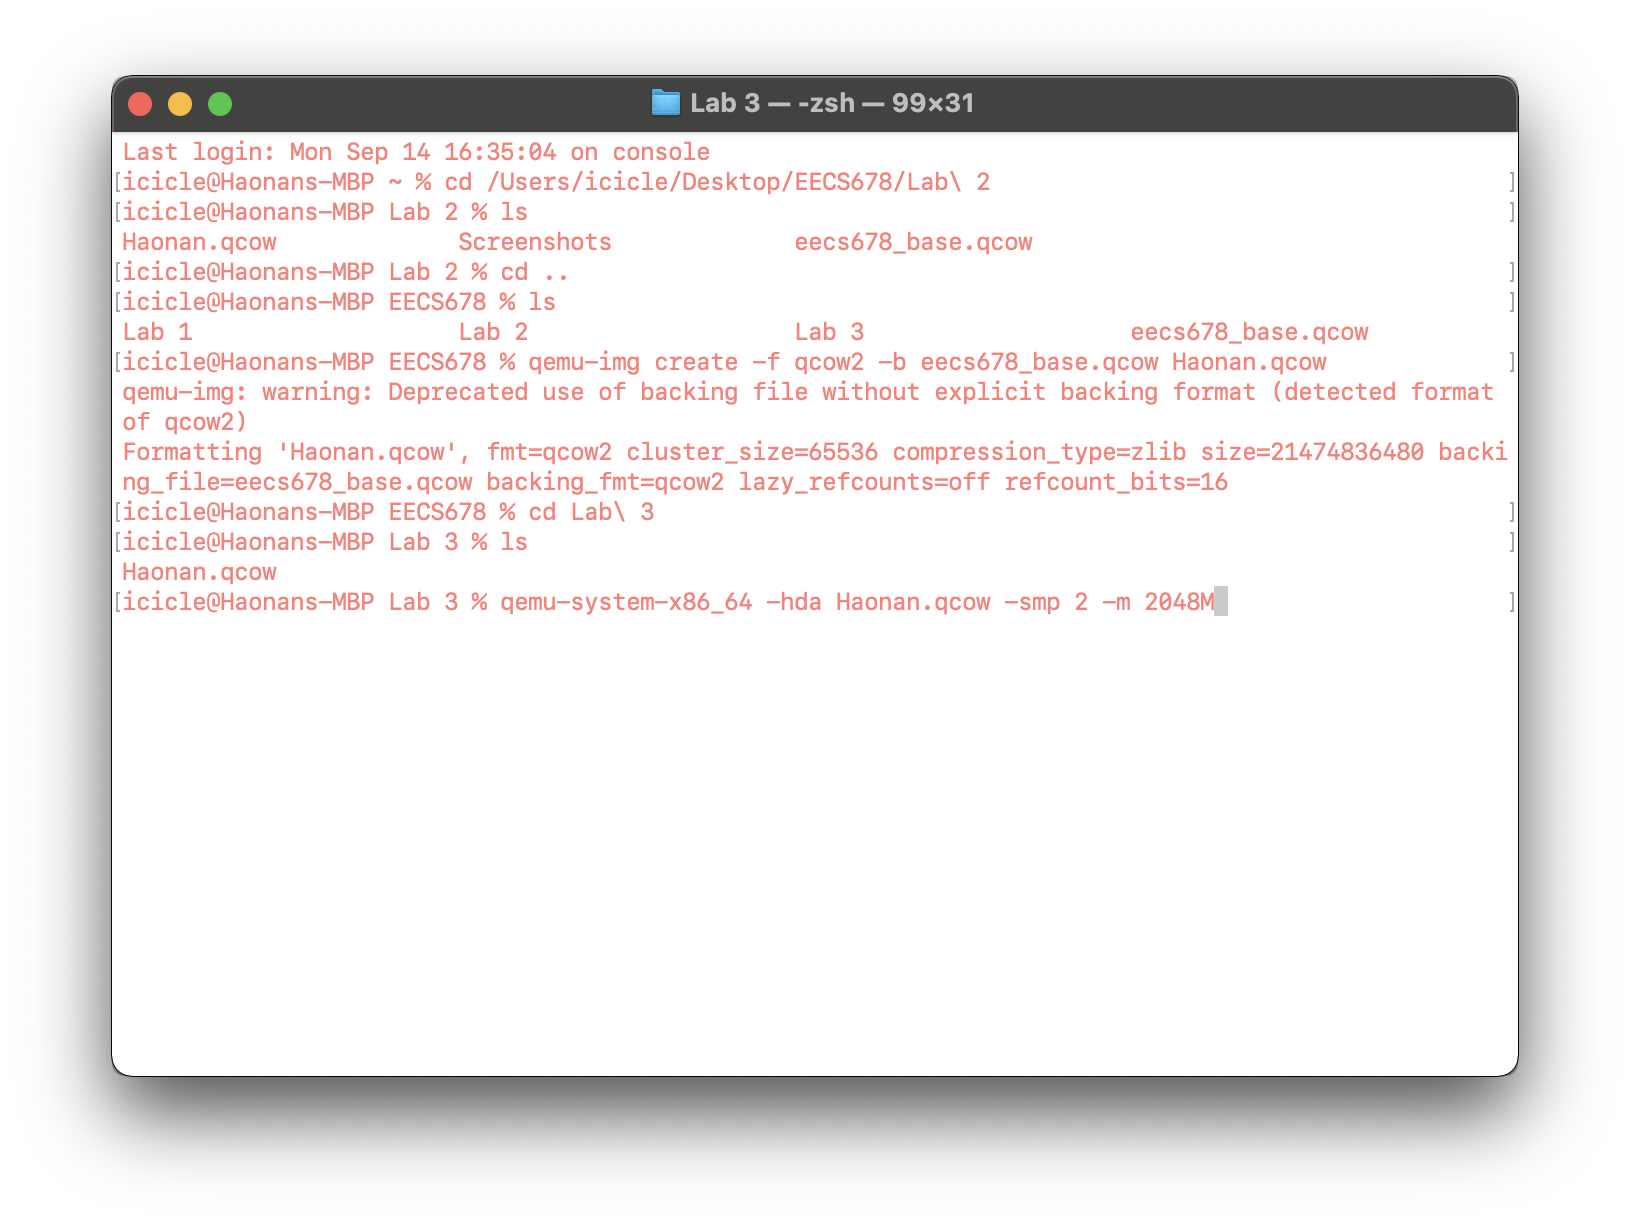 Lab 3 — -zsh — 99×31
Last login: Mon Sep 14 16:35:04 on console
[icicle@Haonans-MBP ~ % cd /Users/icicle/Desktop/EECS678/Lab\ 2 ]
[icicle@Haonans-MBP Lab 2 % ls ]
Haonan.qcow Screenshots eecs678_base.qcow
[icicle@Haonans-MBP Lab 2 % cd .. ]
[icicle@Haonans-MBP EECS678 % ls ]
Lab 1 Lab 2 Lab 3 eecs678_base.qcow
[icicle@Haonans-MBP EECS678 % qemu-img create -f qcow2 -b eecs678_base.qcow Haonan.qcow ]
qemu-img: warning: Deprecated use of backing file without explicit backing format (detected format
of qcow2)
Formatting 'Haonan.qcow', fmt=qcow2 cluster_size=65536 compression_type=zlib size=21474836480 backi
ng_file=eecs678_base.qcow backing_fmt=qcow2 lazy_refcounts=off refcount_bits=16
[icicle@Haonans-MBP EECS678 % cd Lab\ 3 ]
[icicle@Haonans-MBP Lab 3 % ls ]
Haonan.qcow
[icicle@Haonans-MBP Lab 3 % qemu-system-x86_64 -hda Haonan.qcow -smp 2 -m 2048M ]